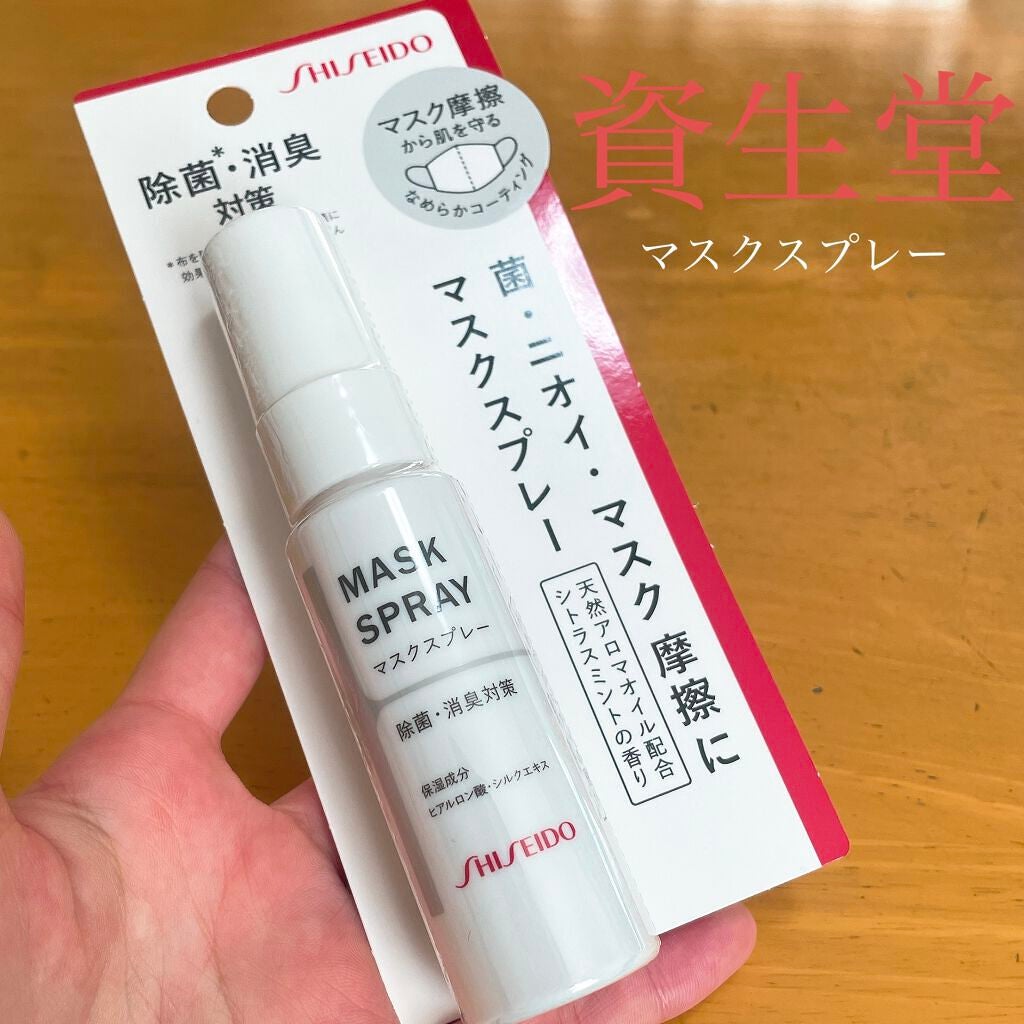 SHISEIDO
除菌*・消臭
対策
*布を
効果
マスク摩擦
から肌を守る
なめらかコーティング
資生堂
マスクスプレー
菌・ニオイ・マスク摩擦に
マスクスプレー
天然アロマオイル配合
シトラスミントの香り
MASK
SPRAY
マスクスプレー
除菌・消臭対策
保湿成分
ヒアルロン酸・シルクエキス
SHISEIDO